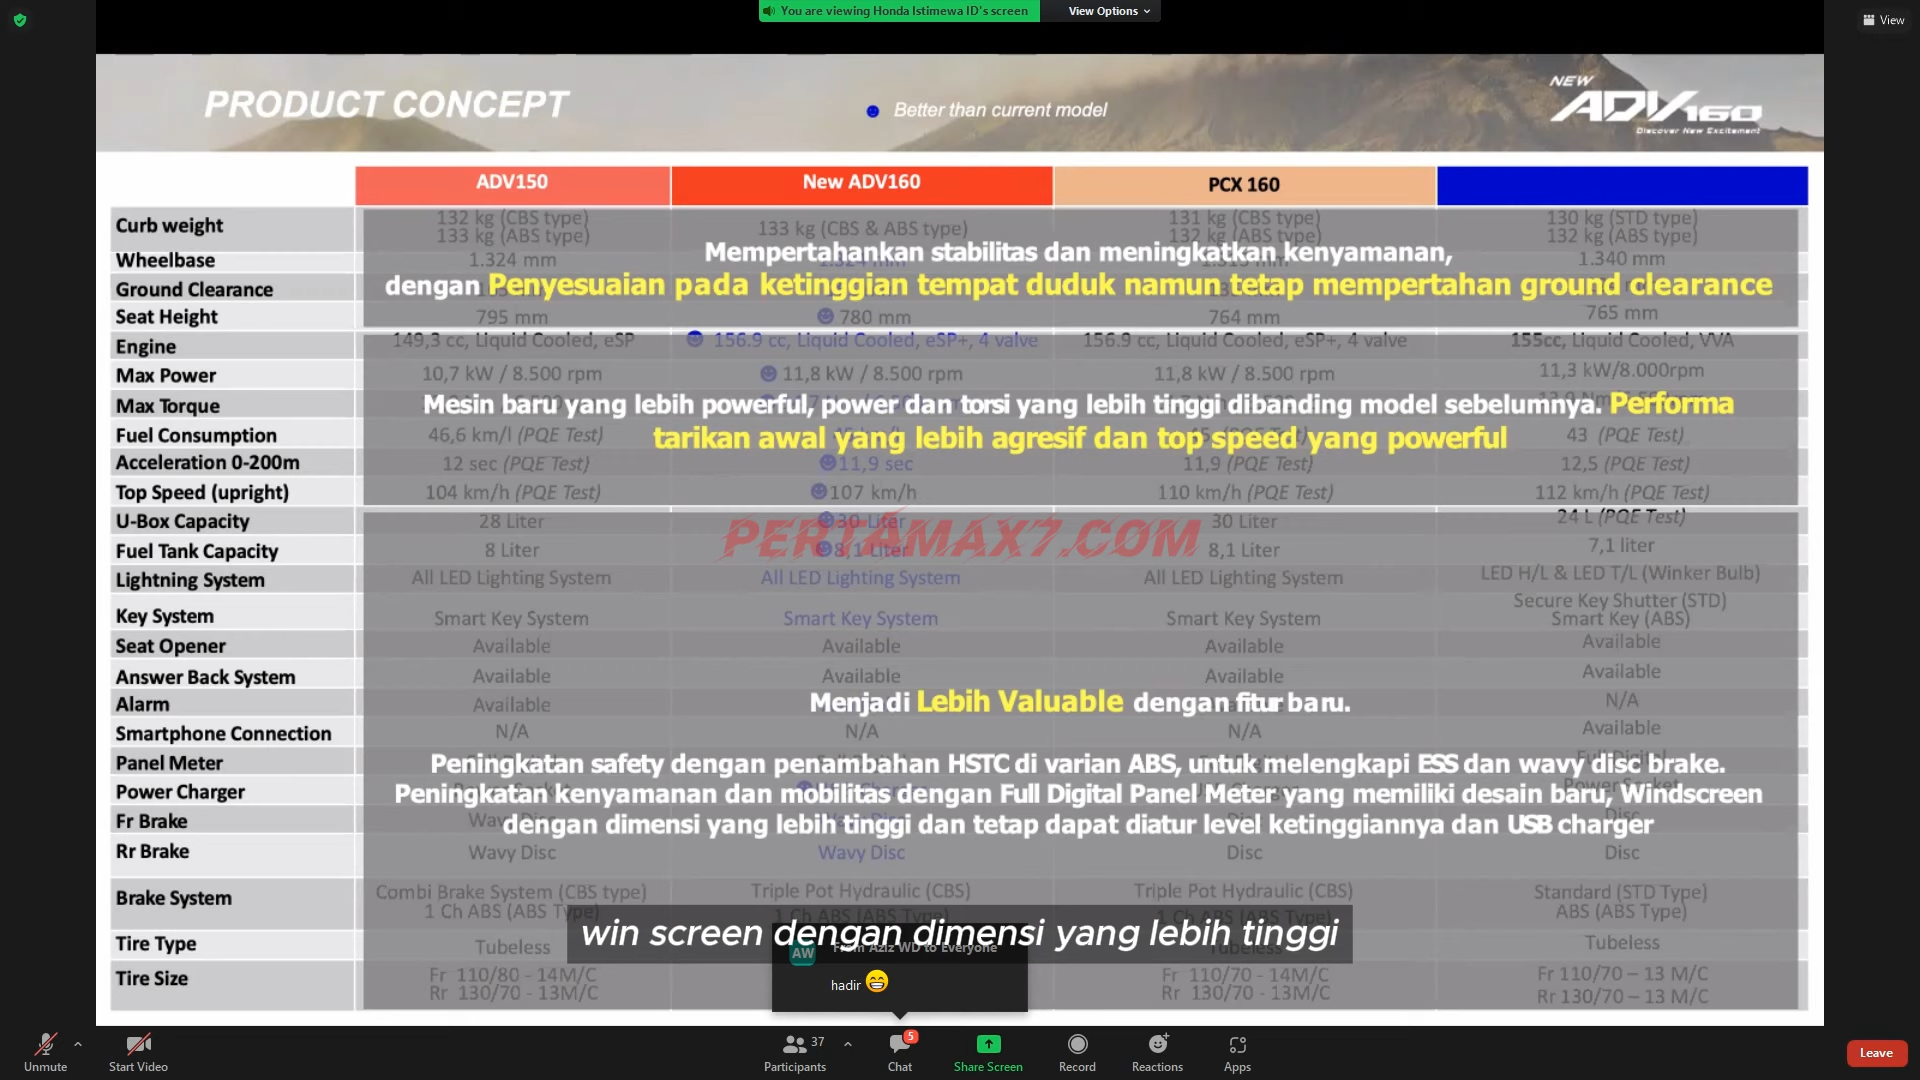 You are viewing Honda Istimewa ID's screen
View Options
View
PRODUCT CONCEPT
Better than current model
NEW
ADV160
Discover New Excitement
ADV150 New ADV160 PCX 160
Curb weight 132 kg (CBS type) 133 kg (CBS & ABS type) 131 kg (CBS type) 130 kg (STD type)
133 kg (ABS type) 132 kg (ABS type) 132 kg (ABS type)
Mempertahankan stabilitas dan meningkatkan kenyamanan,
Wheelbase 1.324 mm 1.340 mm
dengan Penyesuaian pada ketinggian tempat duduk namun tetap mempertahan ground clearance
Ground Clearance
Seat Height 795 mm 780 mm 764 mm 765 mm
Engine 149,3 cc, Liquid Cooled, eSP 156.9 cc, Liquid Cooled, eSP+, 4 valve 156.9 cc, Liquid Cooled, eSP+, 4 valve 155cc, Liquid Cooled, VVA
Max Power 10,7 kW / 8.500 rpm 11,8 kW / 8.500 rpm 11,8 kW / 8.500 rpm 11,3 kW/8.000rpm
Max Torque
Mesin baru yang lebih powerful, power dan torsi yang lebih tinggi dibanding model sebelumnya. Performa
tarikan awal yang lebih agresif dan top speed yang powerful
Fuel Consumption 46,6 km/l (PQE Test) 43 (PQE Test)
Acceleration 0-200m 12 sec (PQE Test) 11,9 sec 11,9 (PQE Test) 12,5 (PQE Test)
Top Speed (upright) 104 km/h (PQE Test) 107 km/h 110 km/h (PQE Test) 112 km/h (PQE Test)
U-Box Capacity 28 Liter 30 Liter 30 Liter 24 L (PQE Test)
PERTAMAX7.COM
Fuel Tank Capacity 8 Liter 8,1 Liter 8,1 Liter 7,1 liter
Lightning System All LED Lighting System All LED Lighting System All LED Lighting System LED H/L & LED T/L (Winker Bulb)
Key System Smart Key System Smart Key System Smart Key System Secure Key Shutter (STD)
Smart Key (ABS)
Seat Opener Available Available Available Available
Answer Back System Available Available Available Available
Alarm Available N/A
Menjadi Lebih Valuable dengan fitur baru.
Smartphone Connection N/A N/A N/A Available
Panel Meter
Peningkatan safety dengan penambahan HSTC di varian ABS, untuk melengkapi ESS dan wavy disc brake.
Power Charger
Peningkatan kenyamanan dan mobilitas dengan Full Digital Panel Meter yang memiliki desain baru, Windscreen
Fr Brake
dengan dimensi yang lebih tinggi dan tetap dapat diatur level ketinggiannya dan USB charger
Rr Brake Wavy Disc Wavy Disc Disc Disc
Brake System Combi Brake System (CBS type) Triple Pot Hydraulic (CBS) Triple Pot Hydraulic (CBS) Standard (STD Type)
1 Ch ABS (ABS Type) 1 Ch ABS (ABS Type) ABS (ABS Type)
win screen dengan dimensi yang lebih tinggi
Tire Type Tubeless Tubeless
AW From Aziz WD to Everyone
hadir
Tire Size Fr 110/80 - 14M/C Fr 110/70 - 14M/C Fr 110/70 – 13 M/C
Rr 130/70 - 13M/C Rr 130/70 - 13M/C Rr 130/70 – 13 M/C
Unmute
Start Video
37
Participants
5
Chat
Share Screen
Record
Reactions
Apps
Leave